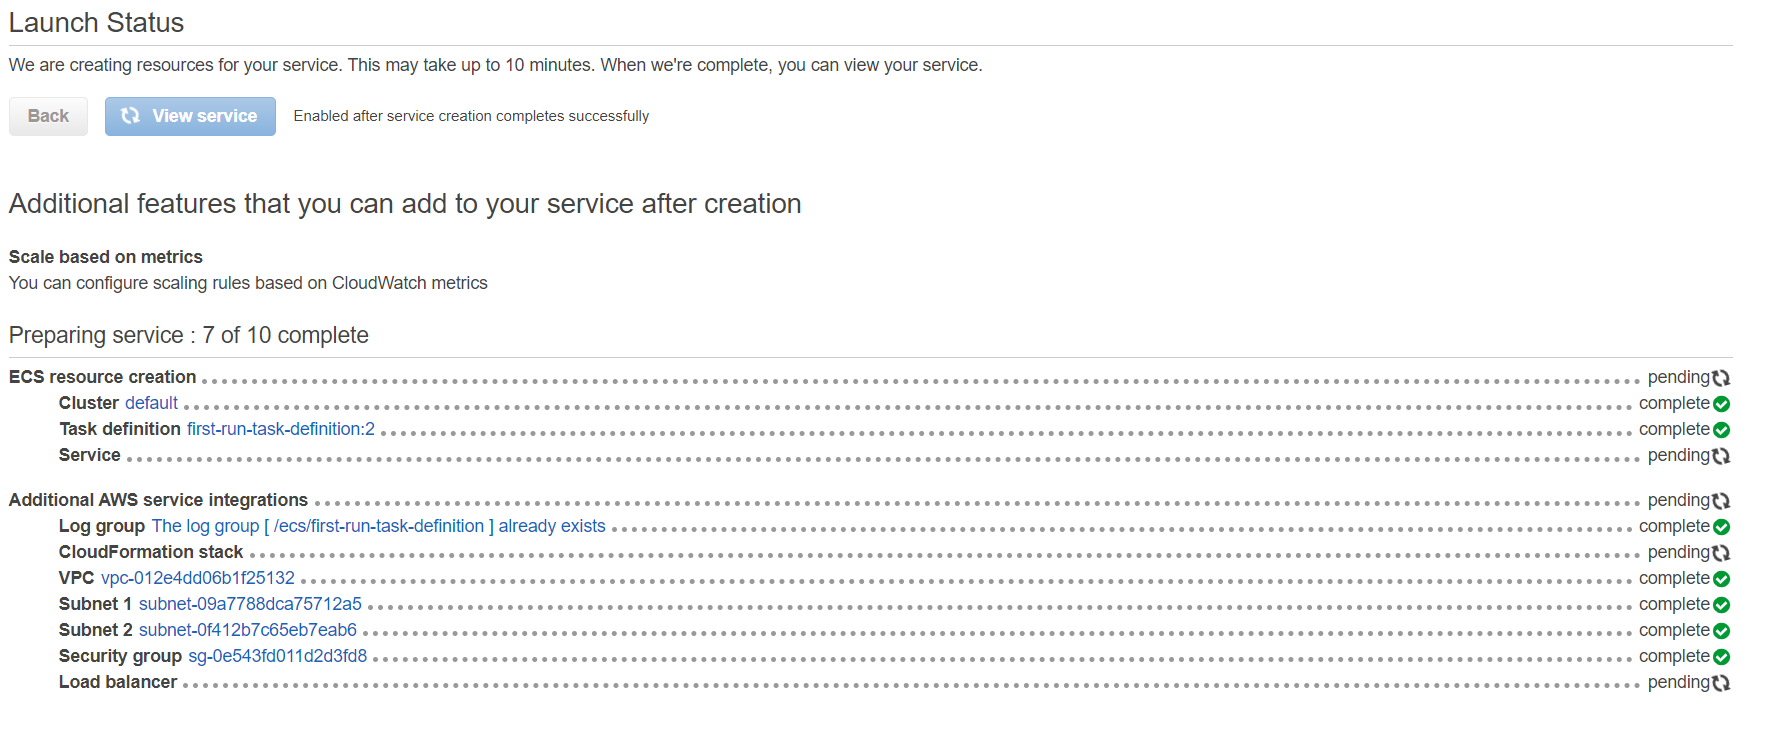 Launch Status
We are creating resources for your service. This may take up to 10 minutes. When we're complete, you can view your service.
Back View service Enabled after service creation completes successfully
Additional features that you can add to your service after creation
Scale based on metrics
You can configure scaling rules based on CloudWatch metrics
Preparing service : 7 of 10 complete
ECS resource creation pending
Cluster default complete
Task definition first-run-task-definition:2 complete
Service pending
Additional AWS service integrations pending
Log group The log group [ /ecs/first-run-task-definition ] already exists complete
CloudFormation stack pending
VPC vpc-012e4dd06b1f25132 complete
Subnet 1 subnet-09a7788dca75712a5 complete
Subnet 2 subnet-0f412b7c65eb7eab6 complete
Security group sg-0e543fd011d2d3fd8 complete
Load balancer pending